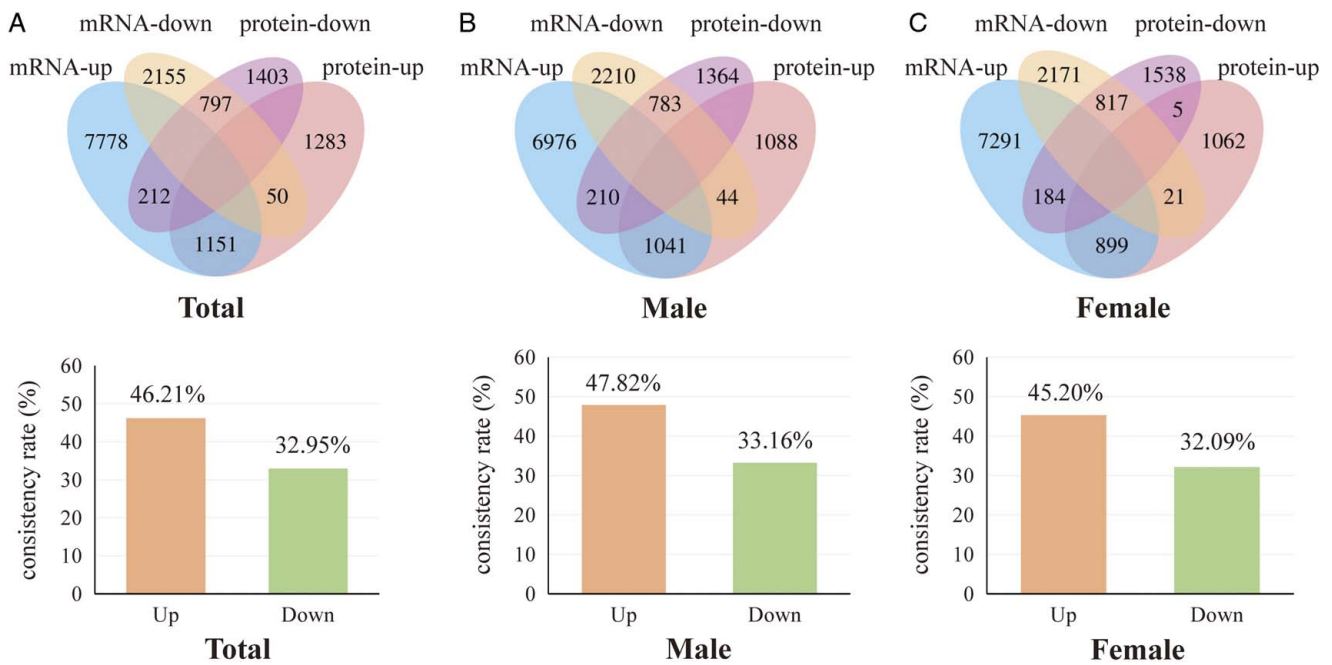 A
mRNA-down protein-down
mRNA-up protein-up
2155 1403
797
7778 1283
212 50
1151
Total
B
mRNA-down protein-down
mRNA-up protein-up
2210 1364
783
6976 1088
210 44
1041
Male
C
mRNA-down protein-down
mRNA-up protein-up
2171 1538
817 5
7291 1062
184 21
899
Female
consistency rate (%)
60
50
40
30
20
10
0
46.21%
32.95%
Up Down
Total
consistency rate (%)
60
50
40
30
20
10
0
47.82%
33.16%
Up Down
Male
consistency rate (%)
60
50
40
30
20
10
0
45.20%
32.09%
Up Down
Female